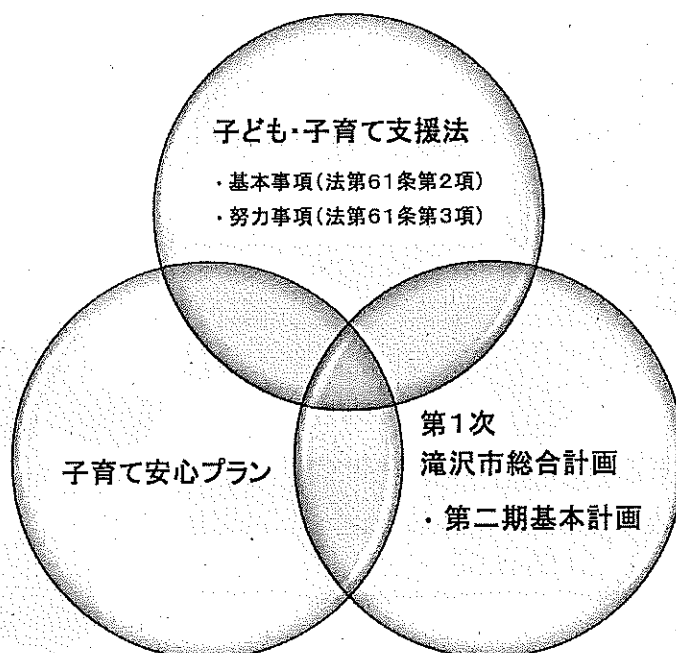 子ども・子育て支援法
・基本事項(法第61条第2項)
・努力事項(法第61条第3項)
子育て安心プラン
第1次
滝沢市総合計画
・第二期基本計画